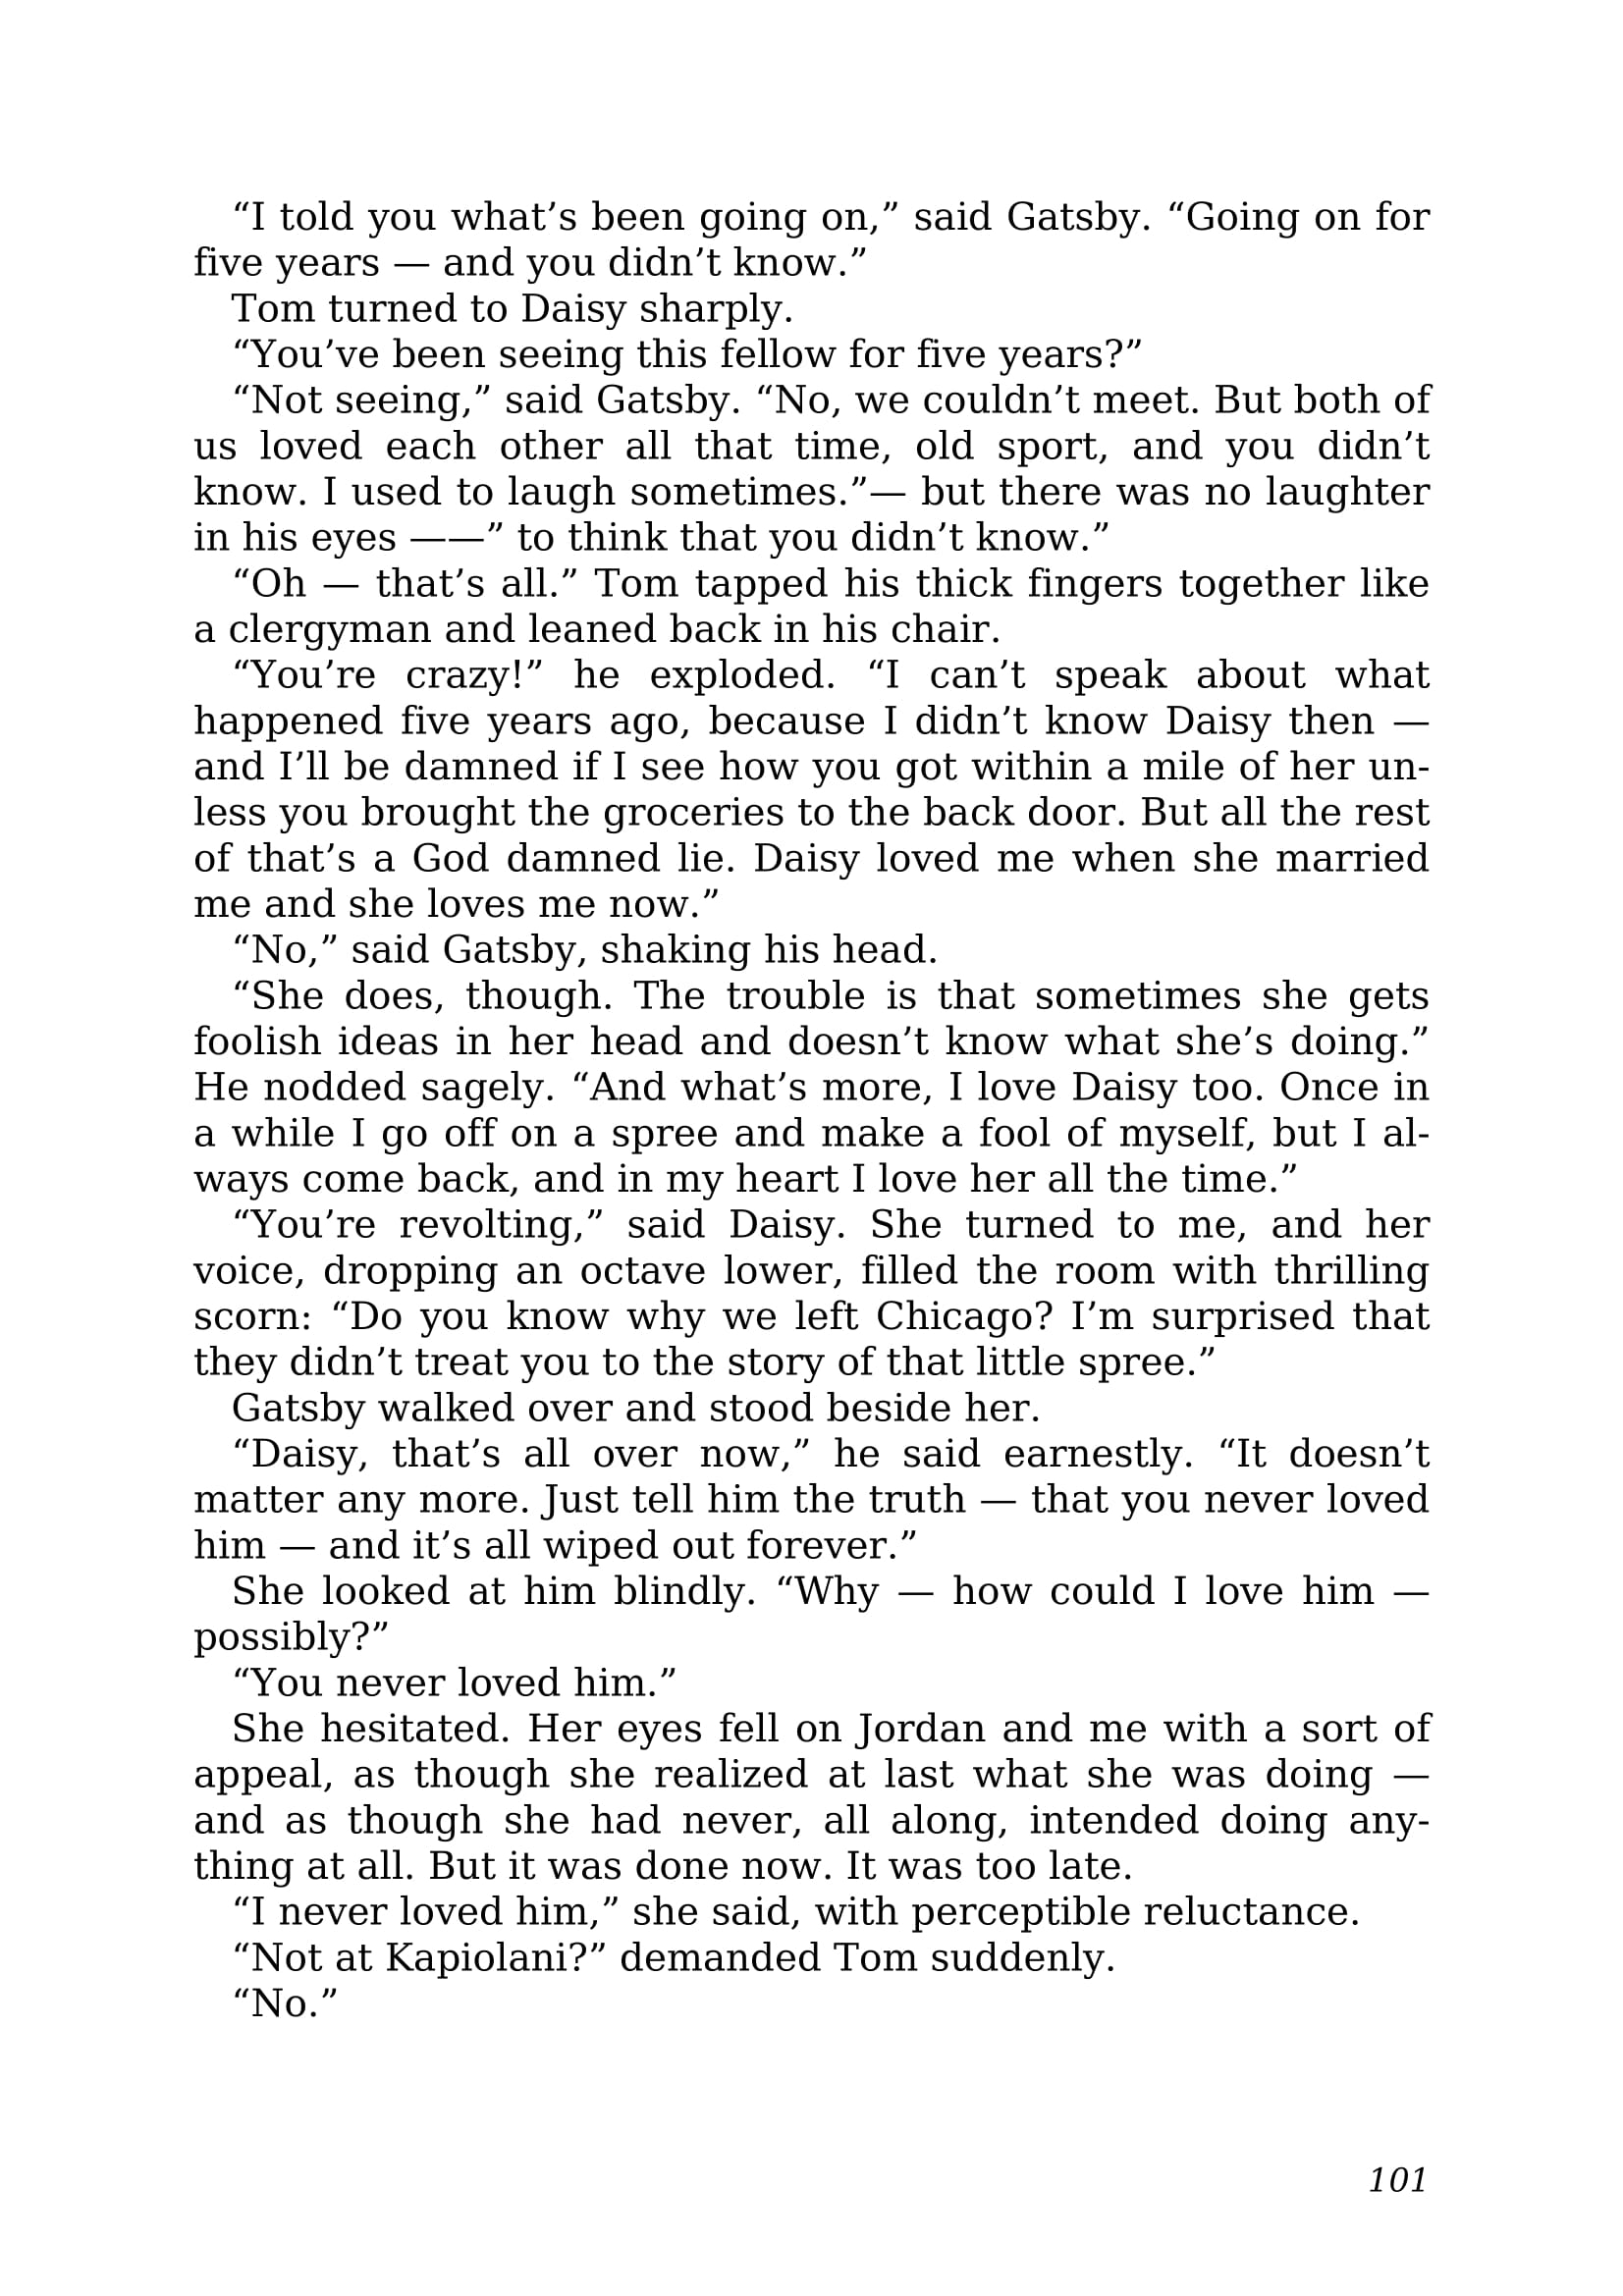 “I told you what’s been going on,” said Gatsby. “Going on for
five years — and you didn’t know.”
Tom turned to Daisy sharply.
“You’ve been seeing this fellow for five years?”
“Not seeing,” said Gatsby. “No, we couldn’t meet. But both of
us loved each other all that time, old sport, and you didn’t
know. I used to laugh sometimes.”— but there was no laughter
in his eyes ——” to think that you didn’t know.”
“Oh — that’s all.” Tom tapped his thick fingers together like
a clergyman and leaned back in his chair.
“You’re crazy!” he exploded. “I can’t speak about what
happened five years ago, because I didn’t know Daisy then —
and I’ll be damned if I see how you got within a mile of her un-
less you brought the groceries to the back door. But all the rest
of that’s a God damned lie. Daisy loved me when she married
me and she loves me now.”
“No,” said Gatsby, shaking his head.
“She does, though. The trouble is that sometimes she gets
foolish ideas in her head and doesn’t know what she’s doing.”
He nodded sagely. “And what’s more, I love Daisy too. Once in
a while I go off on a spree and make a fool of myself, but I al-
ways come back, and in my heart I love her all the time.”
“You’re revolting,” said Daisy. She turned to me, and her
voice, dropping an octave lower, filled the room with thrilling
scorn: “Do you know why we left Chicago? I’m surprised that
they didn’t treat you to the story of that little spree.”
Gatsby walked over and stood beside her.
“Daisy, that’s all over now,” he said earnestly. “It doesn’t
matter any more. Just tell him the truth — that you never loved
him — and it’s all wiped out forever.”
She looked at him blindly. “Why — how could I love him —
possibly?”
“You never loved him.”
She hesitated. Her eyes fell on Jordan and me with a sort of
appeal, as though she realized at last what she was doing —
and as though she had never, all along, intended doing any-
thing at all. But it was done now. It was too late.
“I never loved him,” she said, with perceptible reluctance.
“Not at Kapiolani?” demanded Tom suddenly.
“No.”
101